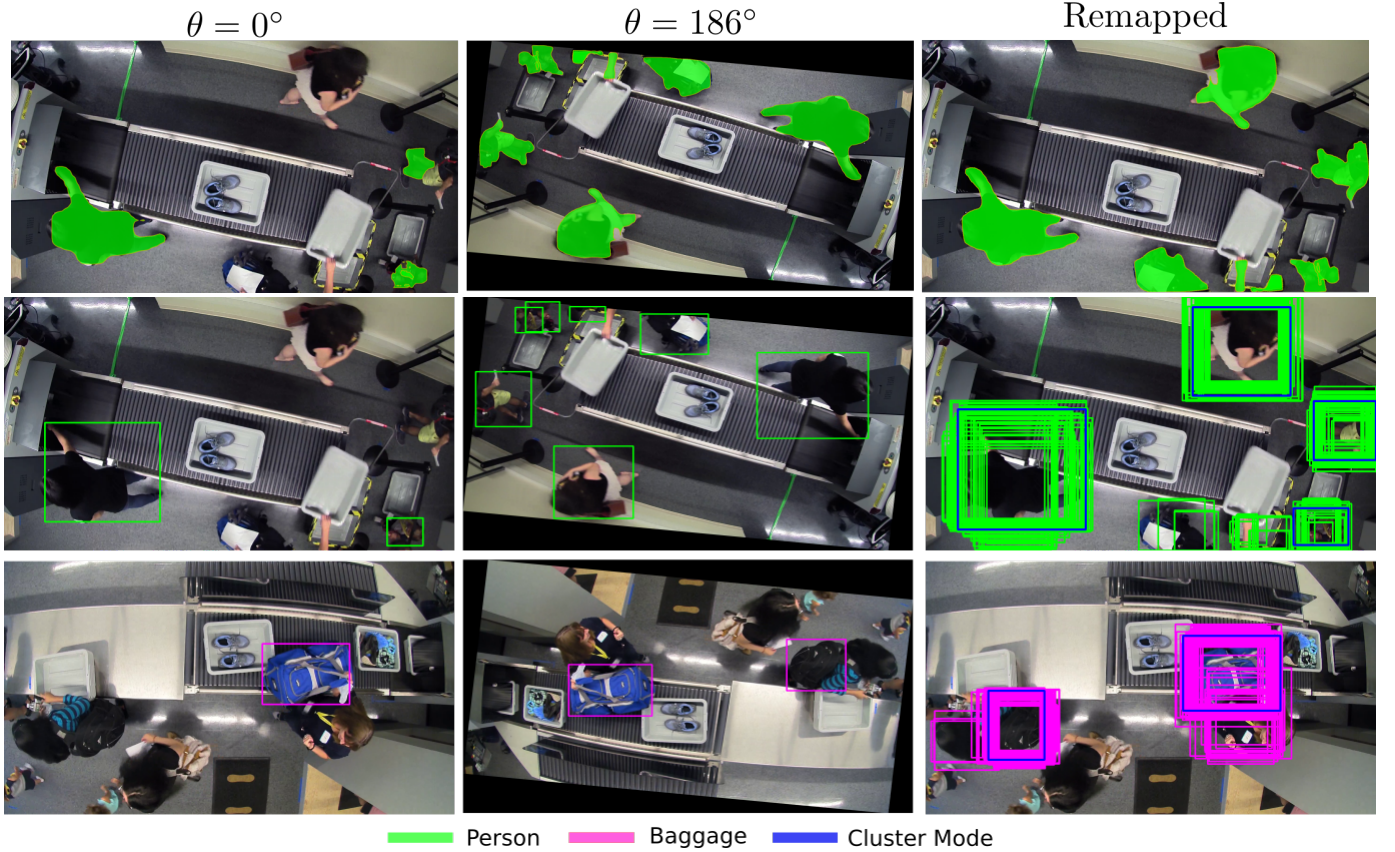 θ = 0°
θ = 186°
Remapped
Person
Baggage
Cluster Mode